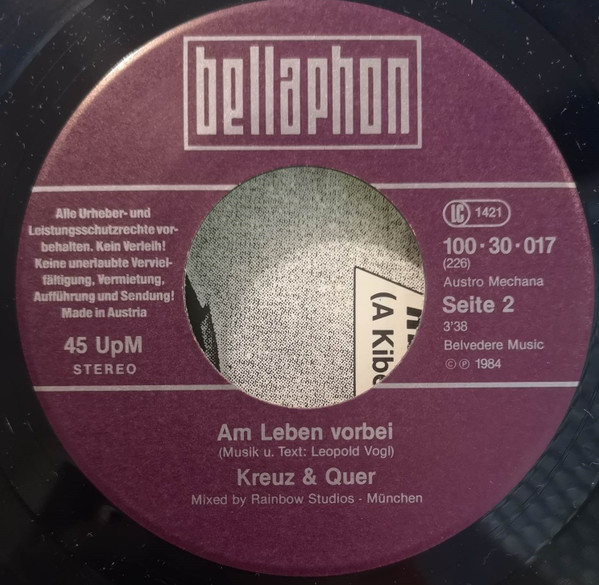 bellaphon
Alle Urheber- und
Leistungsschutzrechte vor-
behalten. Kein Verleih!
Keine unerlaubte Verviel-
fältigung, Vermietung,
Aufführung und Sendung!
Made in Austria
45 UpM
STEREO
LC 1421
100·30·017
(226)
Austro Mechana
Seite 2
3'38
Belvedere Music
© ℗ 1984
(A Kibe
Am Leben vorbei
(Musik u. Text: Leopold Vogl)
Kreuz & Quer
Mixed by Rainbow Studios - München